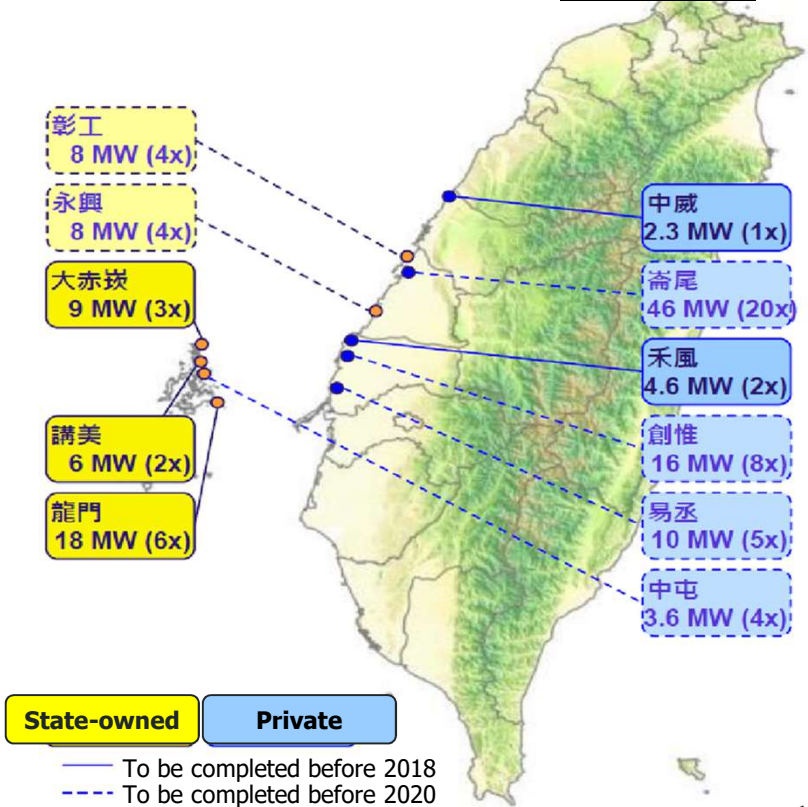 彰工
8 MW (4x)
永興
8 MW (4x)
大赤崁
9 MW (3x)
講美
6 MW (2x)
龍門
18 MW (6x)
中威
2.3 MW (1x)
崙尾
46 MW (20x)
禾風
4.6 MW (2x)
創惟
16 MW (8x)
易丞
10 MW (5x)
中屯
3.6 MW (4x)
State-owned
Private
To be completed before 2018
To be completed before 2020